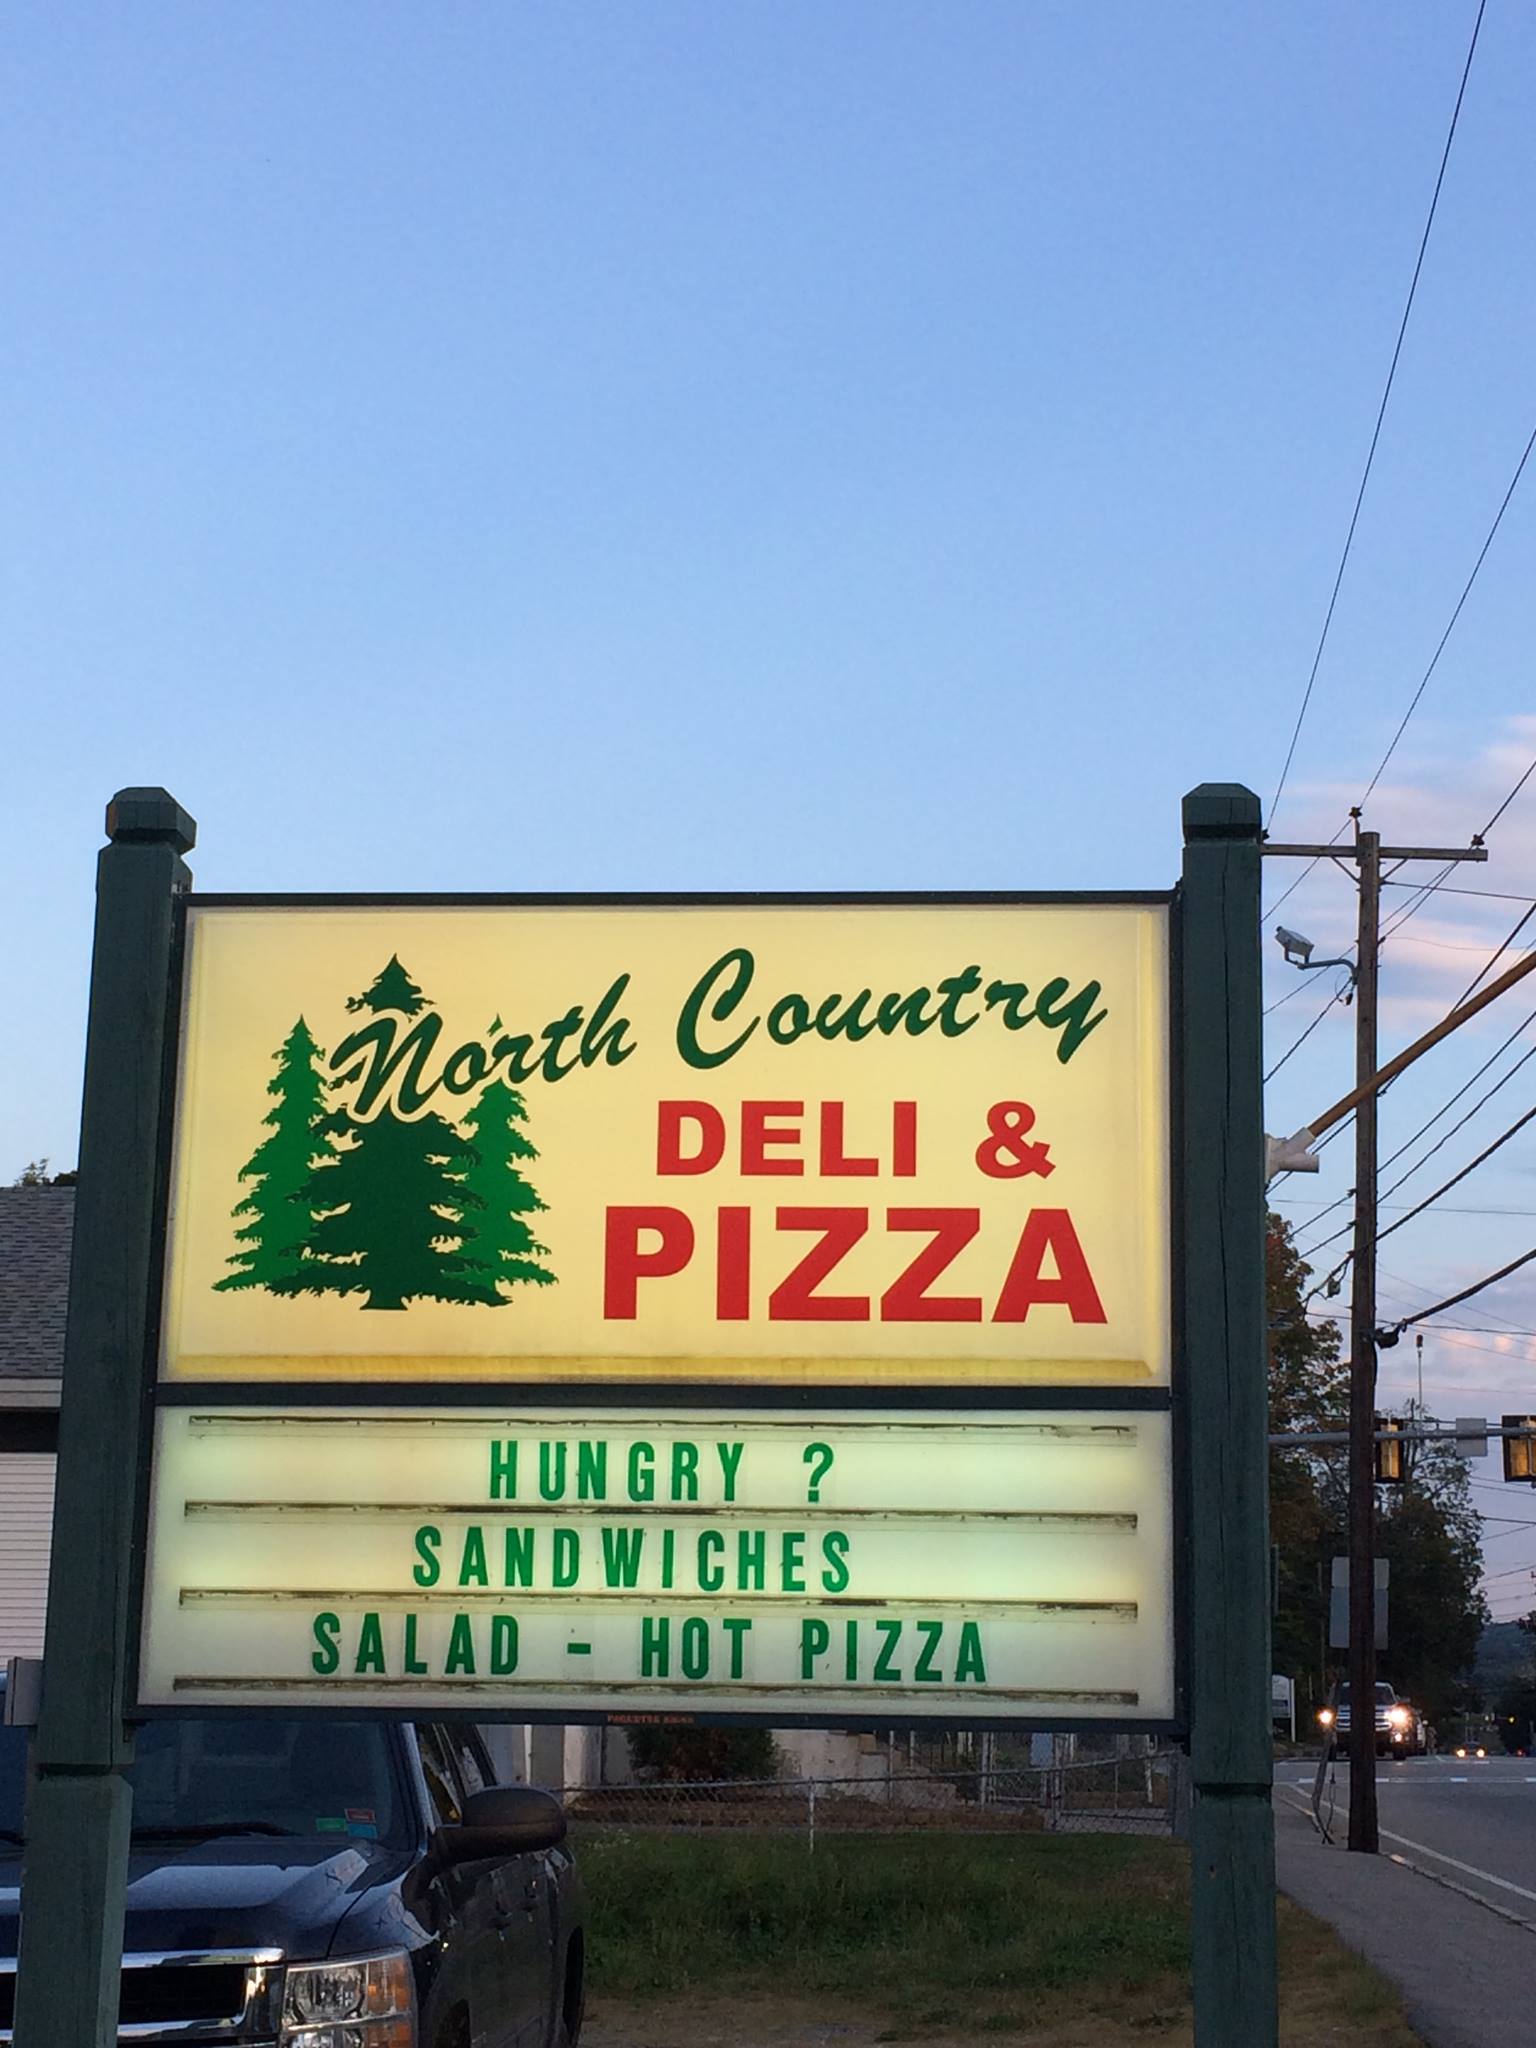 North Country
DELI &
PIZZA
HUNGRY ?
SANDWICHES
SALAD - HOT PIZZA